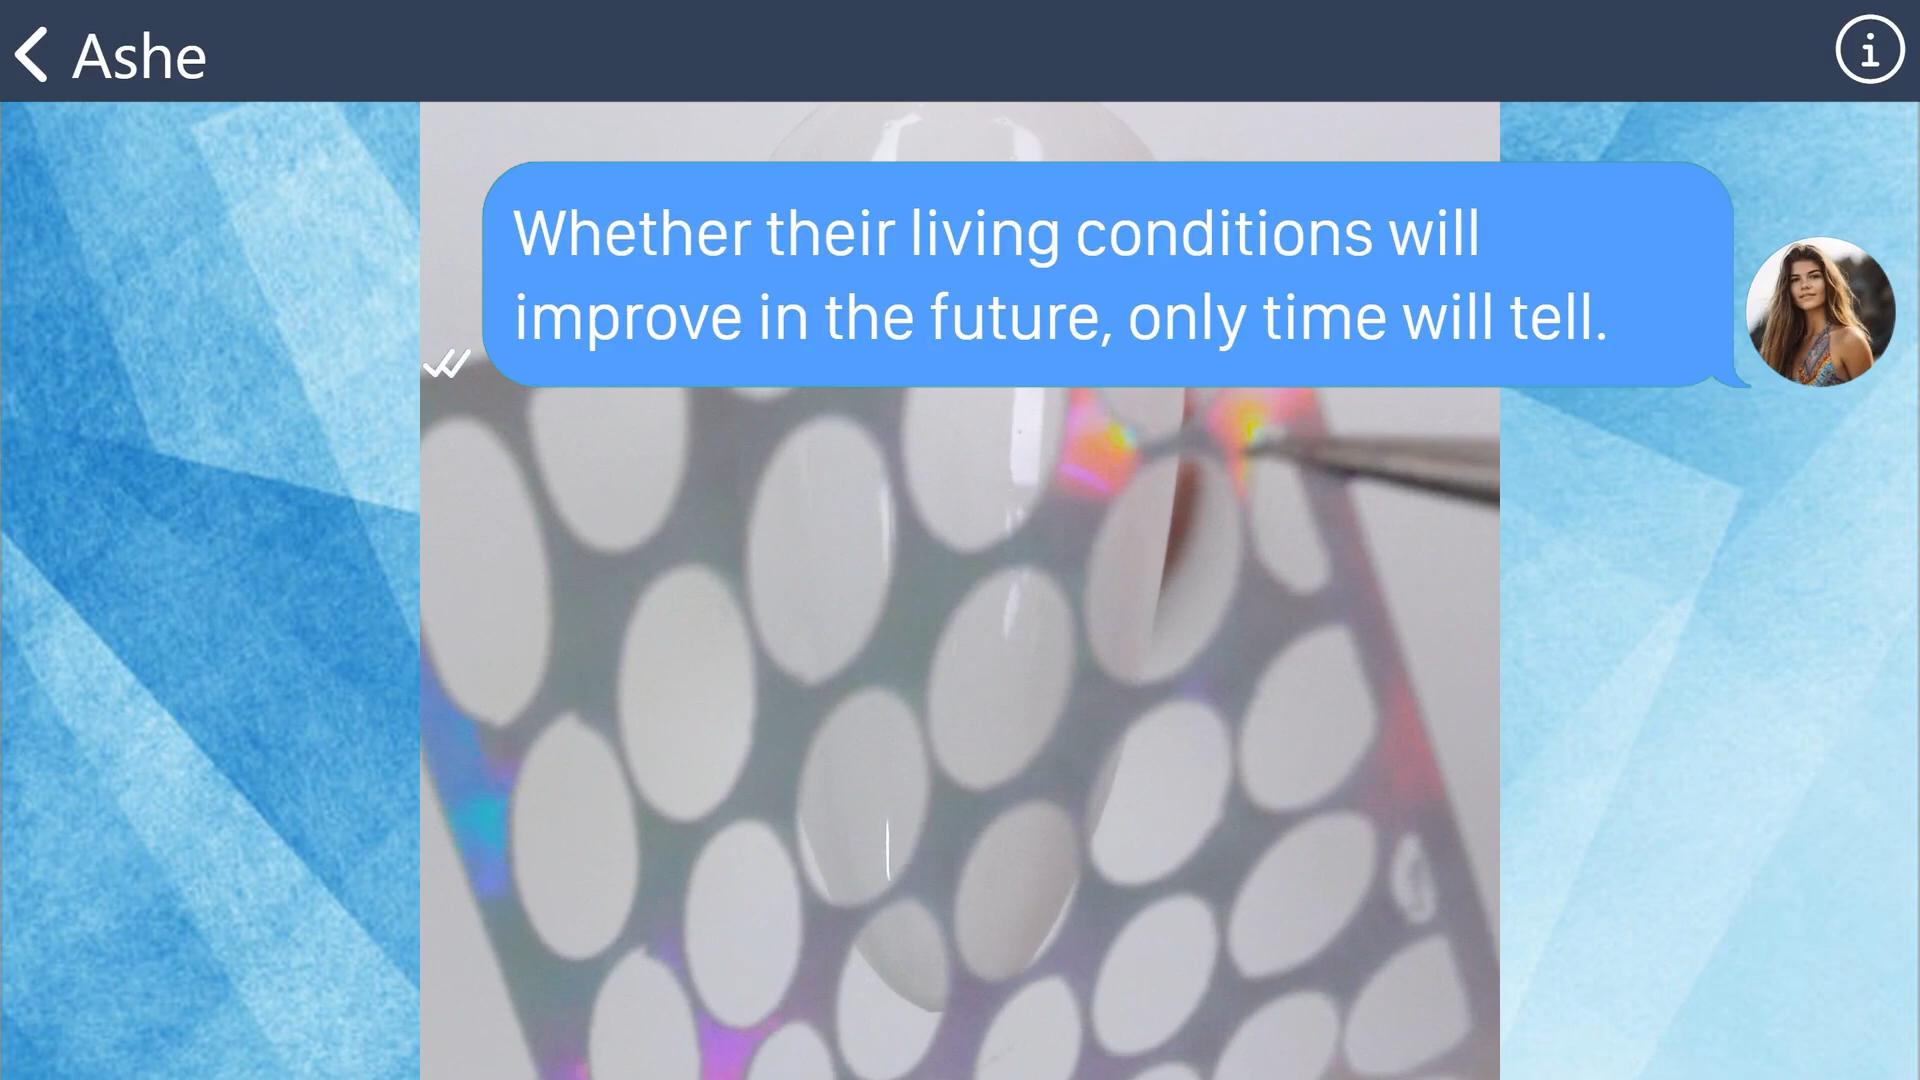 Ashe
Whether their living conditions will
improve in the future, only time will tell.